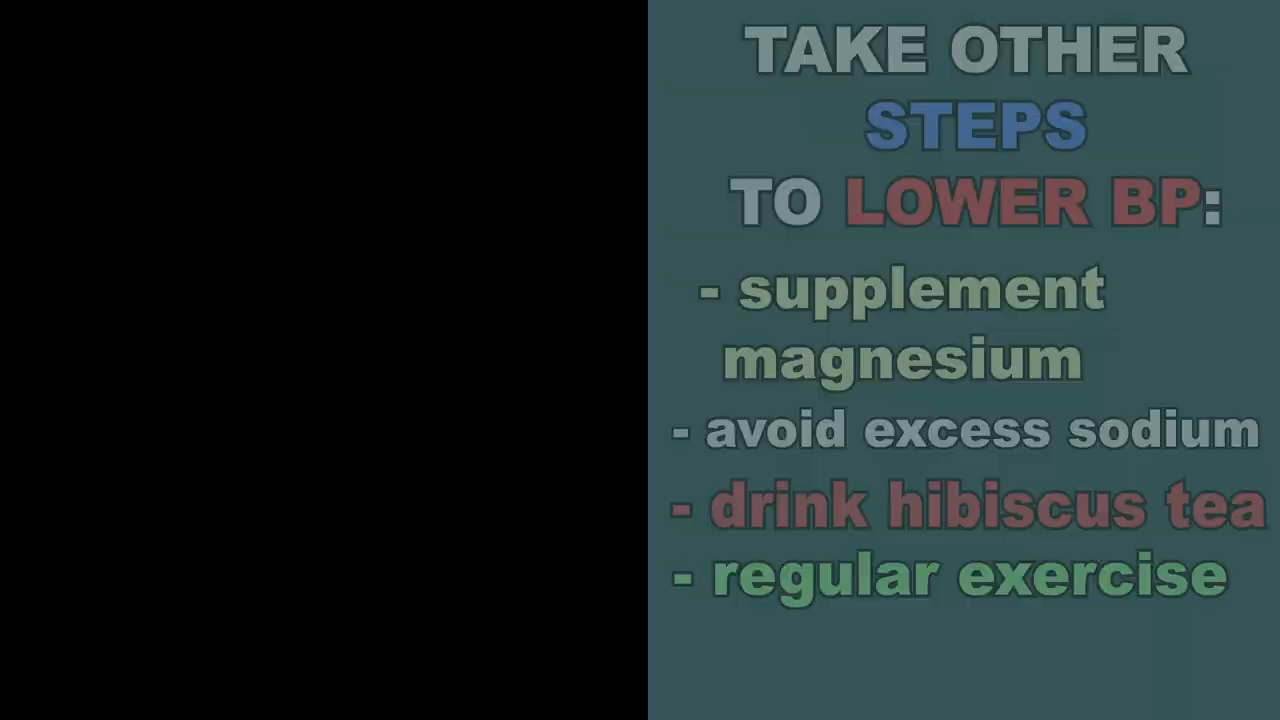 TAKE OTHER
STEPS
TO LOWER BP:
- supplement
magnesium
- avoid excess sodium
- drink hibiscus tea
- regular exercise